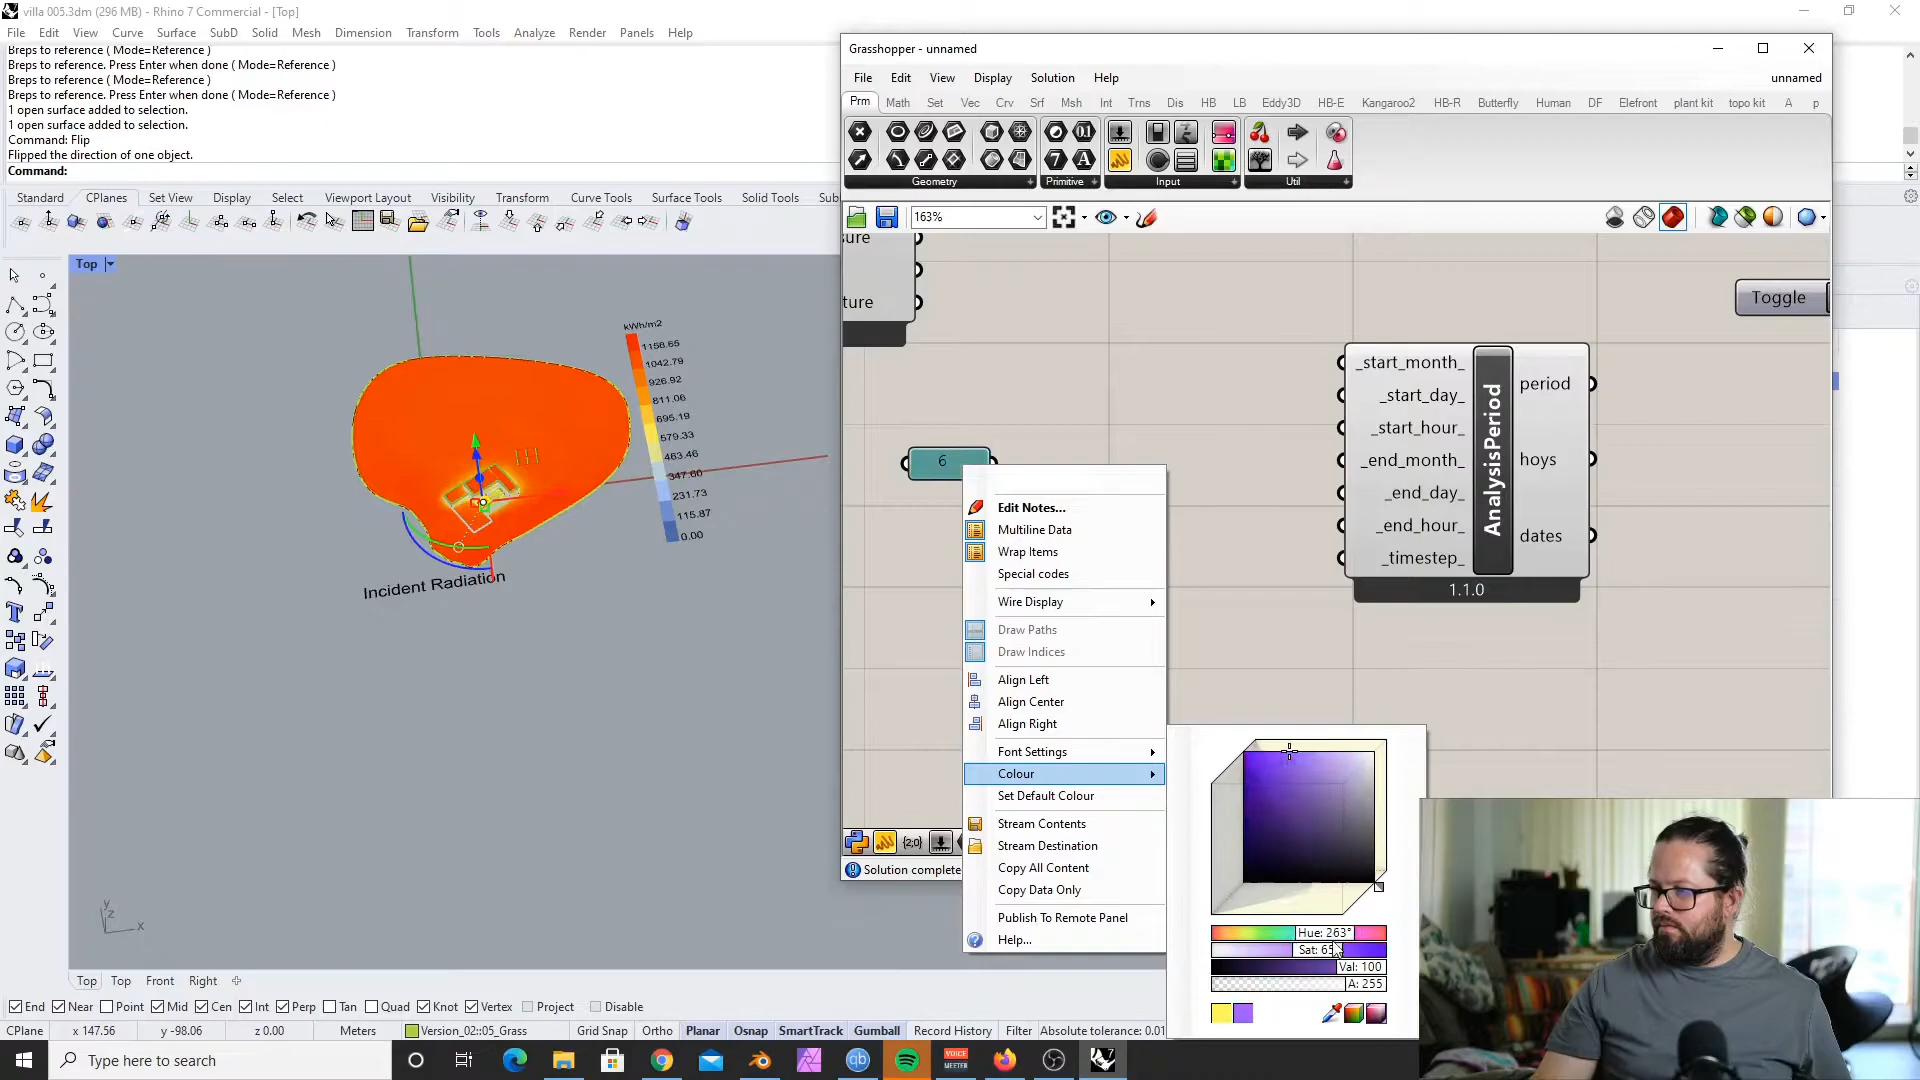 villa 005.3dm (296 MB) - Rhino 7 Commercial - [Top]
File Edit View Curve Surface SubD Solid Mesh Dimension Transform Tools Analyze Render Panels Help
Breps to reference ( Mode=Reference )
Breps to reference. Press Enter when done ( Mode=Reference )
Breps to reference ( Mode=Reference )
Breps to reference. Press Enter when done ( Mode=Reference )
1 open surface added to selection.
1 open surface added to selection.
Command: Flip
Flipped the direction of one object.
Command:
Standard CPlanes Set View Display Select Viewport Layout Visibility Transform Curve Tools Surface Tools Solid Tools Sub
Top
kWh/m2
1158.65
1042.79
926.92
811.06
695.19
579.33
463.46
347.60
231.73
115.87
0.00
Incident Radiation
y
z
x
Grasshopper - unnamed
File Edit View Display Solution Help unnamed
Prm Math Set Vec Crv Srf Msh Int Trns Dis HB LB Eddy3D HB-E Kangaroo2 HB-R Butterfly Human DF Elefront plant kit topo kit A p
Geometry Primitive Input Util
163%
sure
ture
Toggle
_start_month_
_start_day_
_start_hour_
_end_month_
_end_day_
_end_hour_
_timestep_
AnalysisPeriod
period
hoys
dates
1.1.0
6
Edit Notes...
Multiline Data
Wrap Items
Special codes
Wire Display
Draw Paths
Draw Indices
Align Left
Align Center
Align Right
Font Settings
Colour
Set Default Colour
Stream Contents
Stream Destination
Copy All Content
Copy Data Only
Publish To Remote Panel
Help...
Hue: 263°
Sat: 65
Val: 100
A: 255
{2;0}
Solution complete
Top Top Front Right
End Near Point Mid Cen Int Perp Tan Quad Knot Vertex Project Disable
CPlane x 147.56 y -98.06 z 0.00 Meters Version_02::05_Grass Grid Snap Ortho Planar Osnap SmartTrack Gumball Record History Filter Absolute tolerance: 0.01
Type here to search
VOICE
MEETER